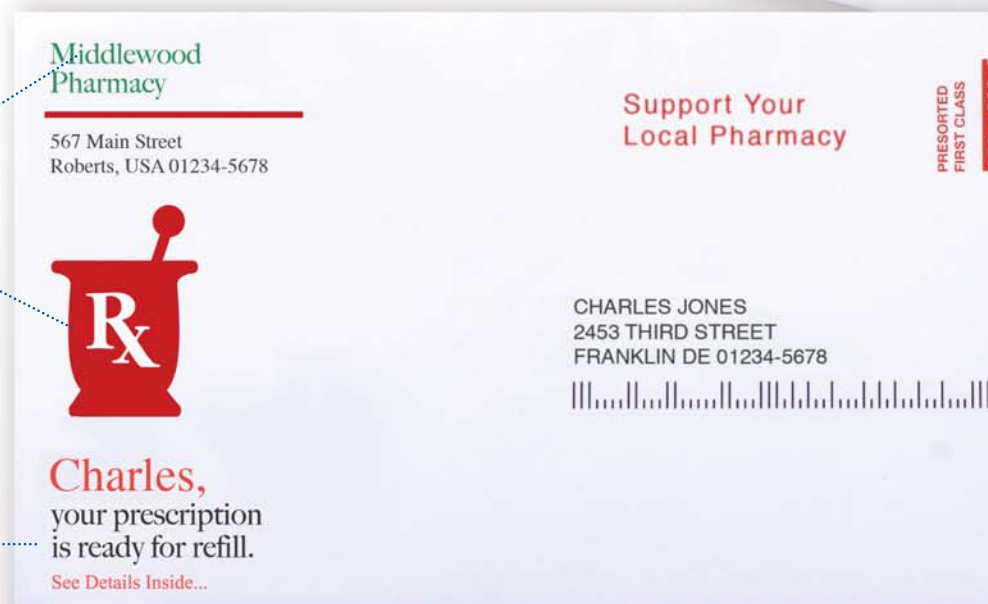 Middlewood
Pharmacy
567 Main Street
Roberts, USA 01234-5678
Support Your
Local Pharmacy
PRESORTED
FIRST CLASS
Rx
CHARLES JONES
2453 THIRD STREET
FRANKLIN DE 01234-5678
Charles,
your prescription
is ready for refill.
See Details Inside...